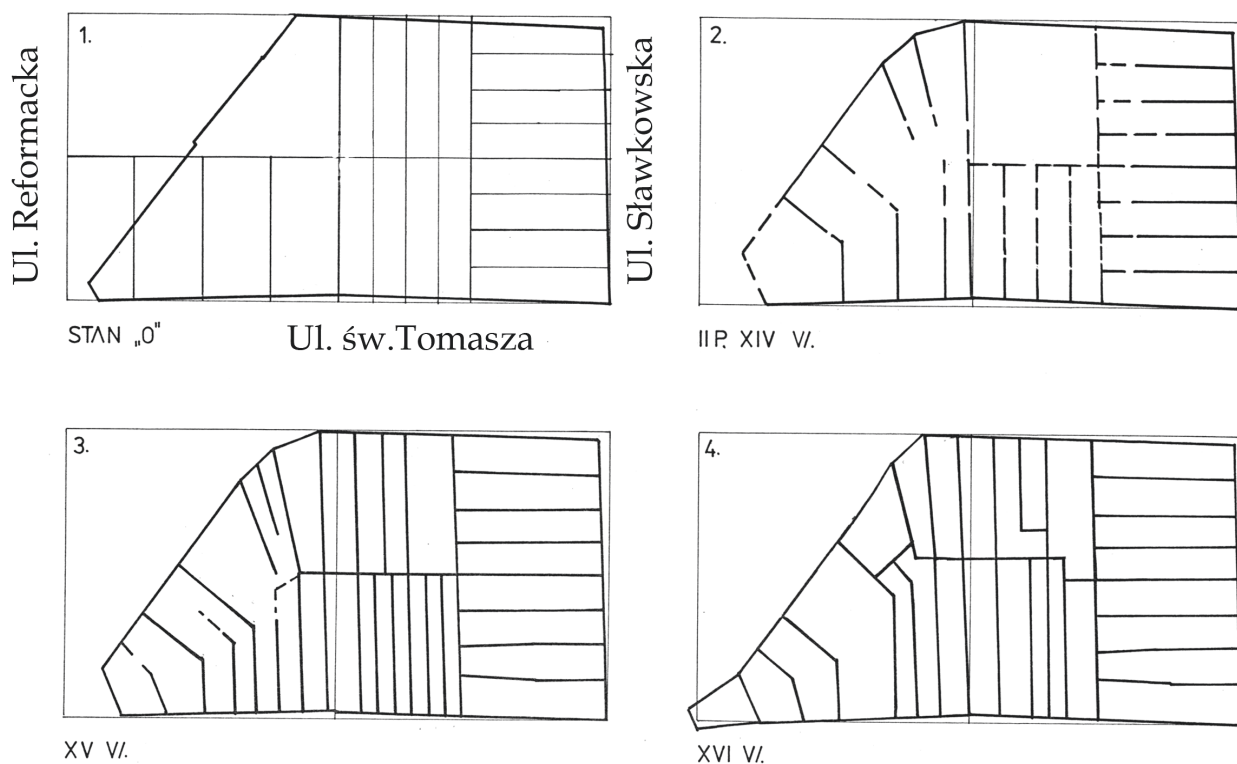 1.
Ul. Reformacka
Ul. Sławkowska
STAN „0"
Ul. św.Tomasza
2.
II P. XIV W.
3.
XV W.
4.
XVI W.